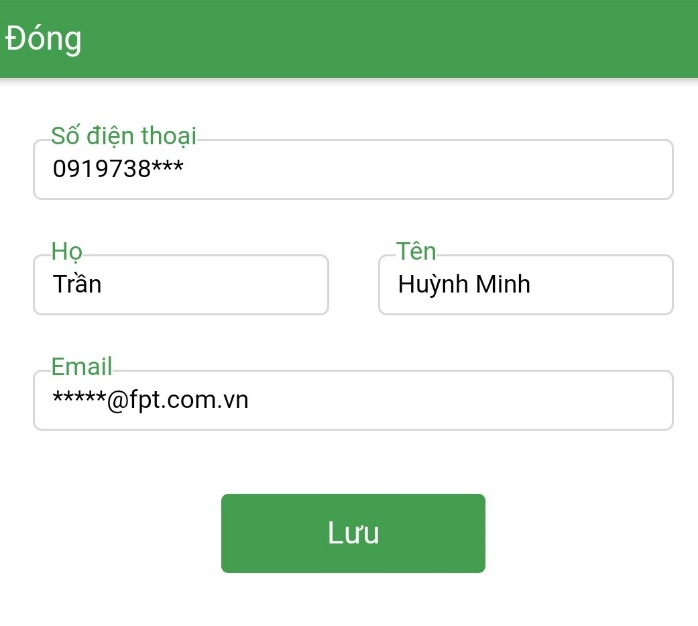 Đóng
Số điện thoại
0919738***
Họ
Tên
Trần
Huỳnh Minh
Email
*****@fpt.com.vn
Lưu